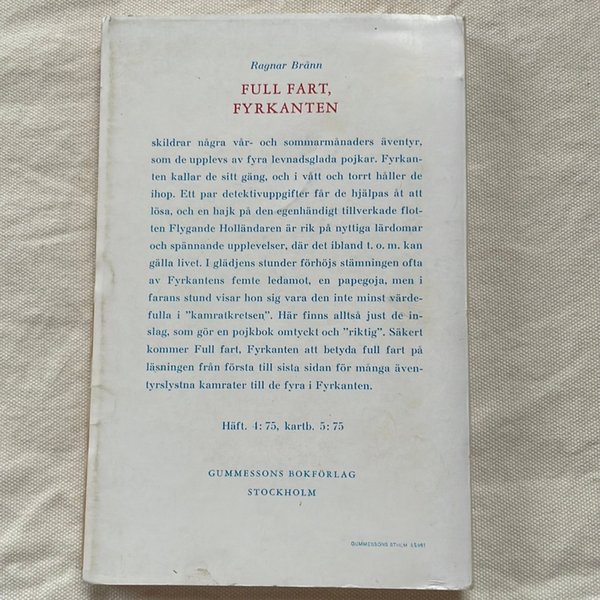 Ragnar Bränn
FULL FART,
FYRKANTEN
skildrar några vår- och sommarmånaders äventyr,
som de upplevs av fyra levnadsglada pojkar. Fyrkan-
ten kallar de sitt gäng, och i vått och torrt håller de
ihop. Ett par detektivuppgifter får de hjälpas åt att
lösa, och en hajk på den egenhändigt tillverkade flot-
ten Flygande Holländaren är rik på nyttiga lärdomar
och spännande upplevelser, där det ibland t. o. m. kan
gälla livet. I glädjens stunder förhöjs stämningen ofta
av Fyrkantens femte ledamot, en papegoja, men i
farans stund visar hon sig vara den inte minst värde-
fulla i "kamratkretsen". Här finns alltså just de in-
slag, som gör en pojkbok omtyckt och "riktig". Säkert
kommer Full fart, Fyrkanten att betyda full fart på
läsningen från första till sista sidan för många även-
tyrslystna kamrater till de fyra i Fyrkanten.
Häft. 4: 75, kartb. 5: 75
GUMMESSONS BOKFÖRLAG
STOCKHOLM
GUMMESSONS STHLM